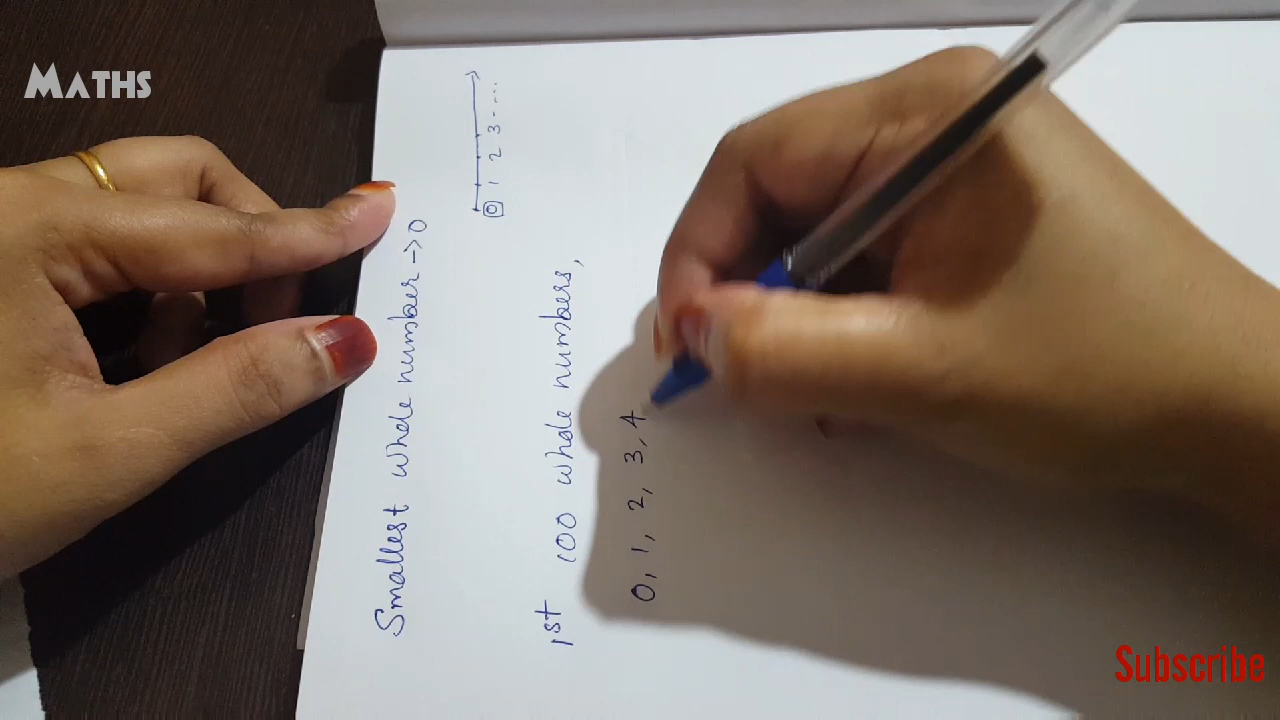 MATHS
Smallest whole number → 0
0 1 2 3 ....
1st 100 whole numbers,
0, 1, 2, 3, 4
Subscribe